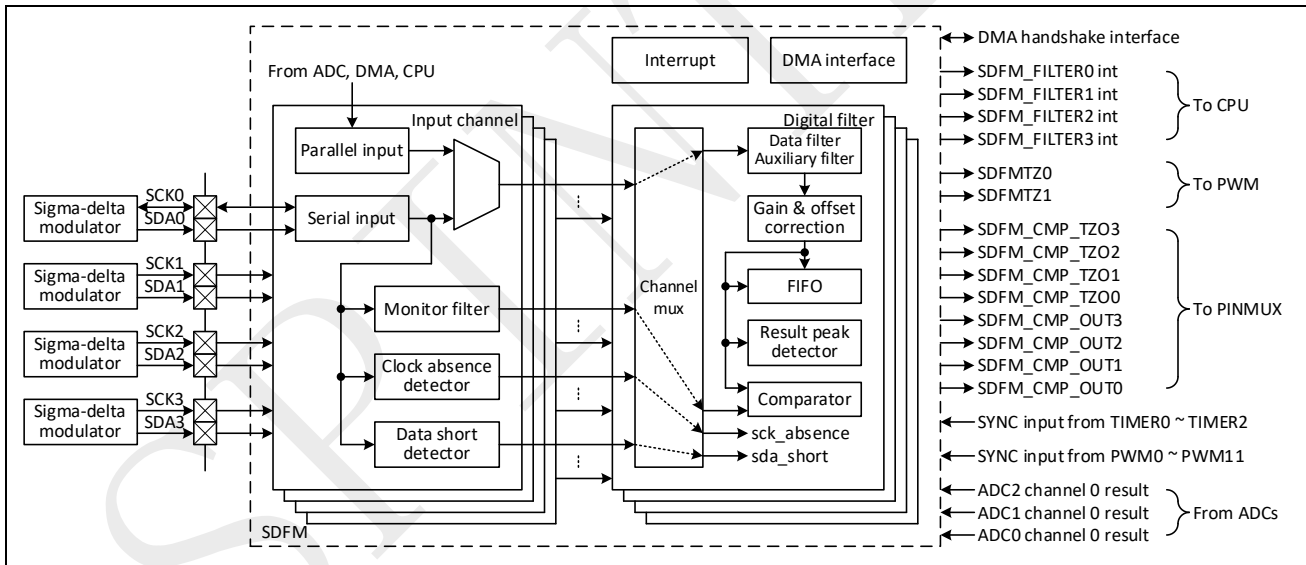 DMA handshake interface
Interrupt
DMA interface
From ADC, DMA, CPU
SDFM_FILTER0 int
SDFM_FILTER1 int
SDFM_FILTER2 int
SDFM_FILTER3 int
To CPU
Input channel
Digital filter
Parallel input
Data filter
Auxiliary filter
SDFMTZ0
SDFMTZ1
To PWM
Sigma-delta
modulator
SCK0
SDA0
Serial input
Gain & offset
correction
SDFM_CMP_TZO3
SDFM_CMP_TZO2
SDFM_CMP_TZO1
SDFM_CMP_TZO0
SDFM_CMP_OUT3
SDFM_CMP_OUT2
SDFM_CMP_OUT1
SDFM_CMP_OUT0
To PINMUX
Sigma-delta
modulator
SCK1
SDA1
Monitor filter
Channel
mux
FIFO
Sigma-delta
modulator
SCK2
SDA2
Clock absence
detector
Result peak
detector
Comparator
Sigma-delta
modulator
SCK3
SDA3
Data short
detector
sck_absence
sda_short
SYNC input from TIMER0 ~ TIMER2
SYNC input from PWM0 ~ PWM11
ADC2 channel 0 result
ADC1 channel 0 result
ADC0 channel 0 result
From ADCs
SDFM